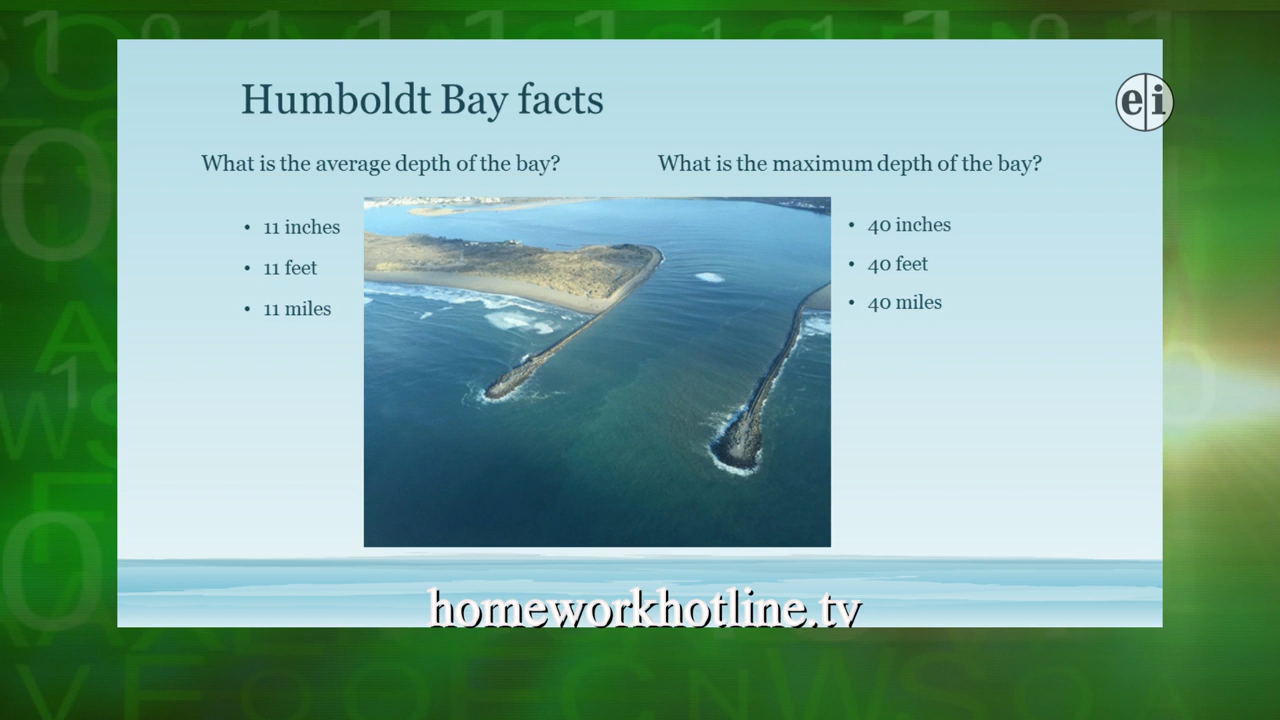 Humboldt Bay facts
e i
What is the average depth of the bay?
• 11 inches
• 11 feet
• 11 miles
What is the maximum depth of the bay?
• 40 inches
• 40 feet
• 40 miles
homeworkhotline.tv